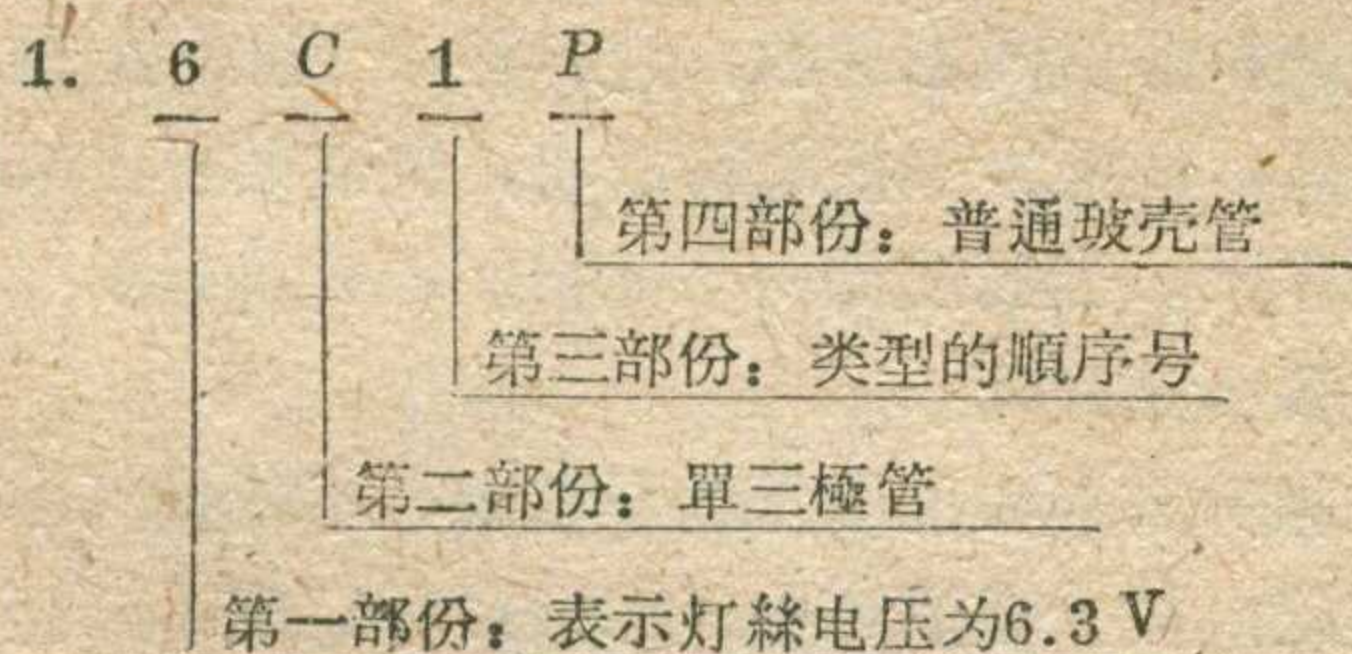 1. 6 C 1 P
第四部份：普通玻壳管
第三部份：类型的順序号
第二部份：單三極管
第一部份：表示灯絲电压为6.3 V